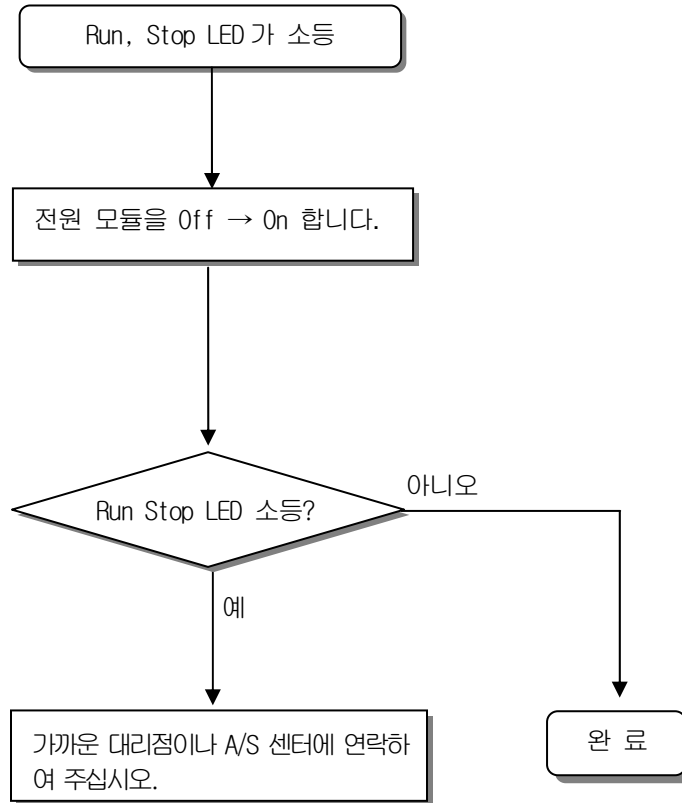 Run, Stop LED가 소등
전원 모듈을 Off → On 합니다.
Run Stop LED 소등?
아니오
예
가까운 대리점이나 A/S 센터에 연락하
여 주십시오.
완 료